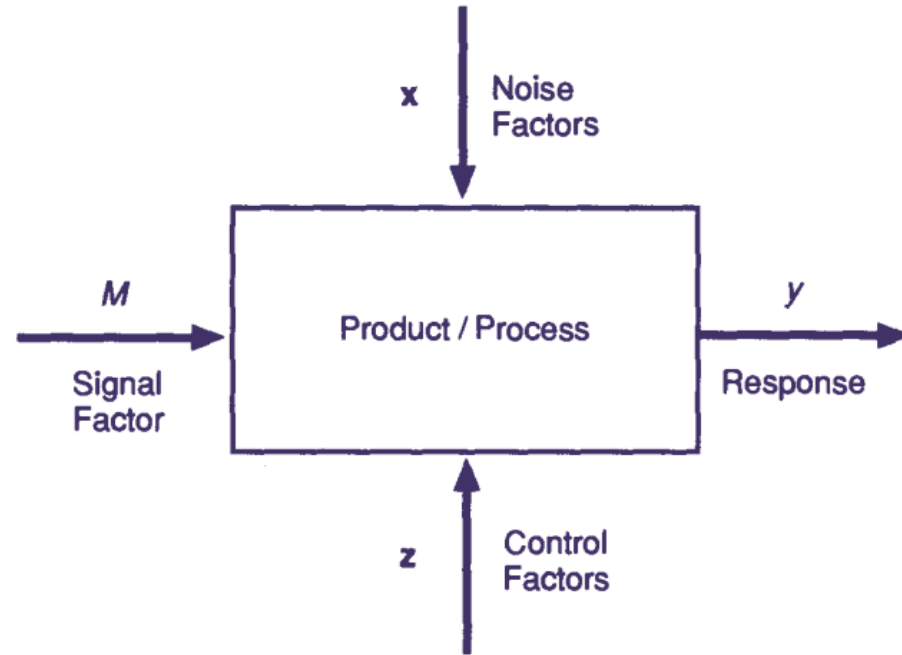 x
Noise
Factors
M
Product / Process
y
Signal
Factor
Response
z
Control
Factors